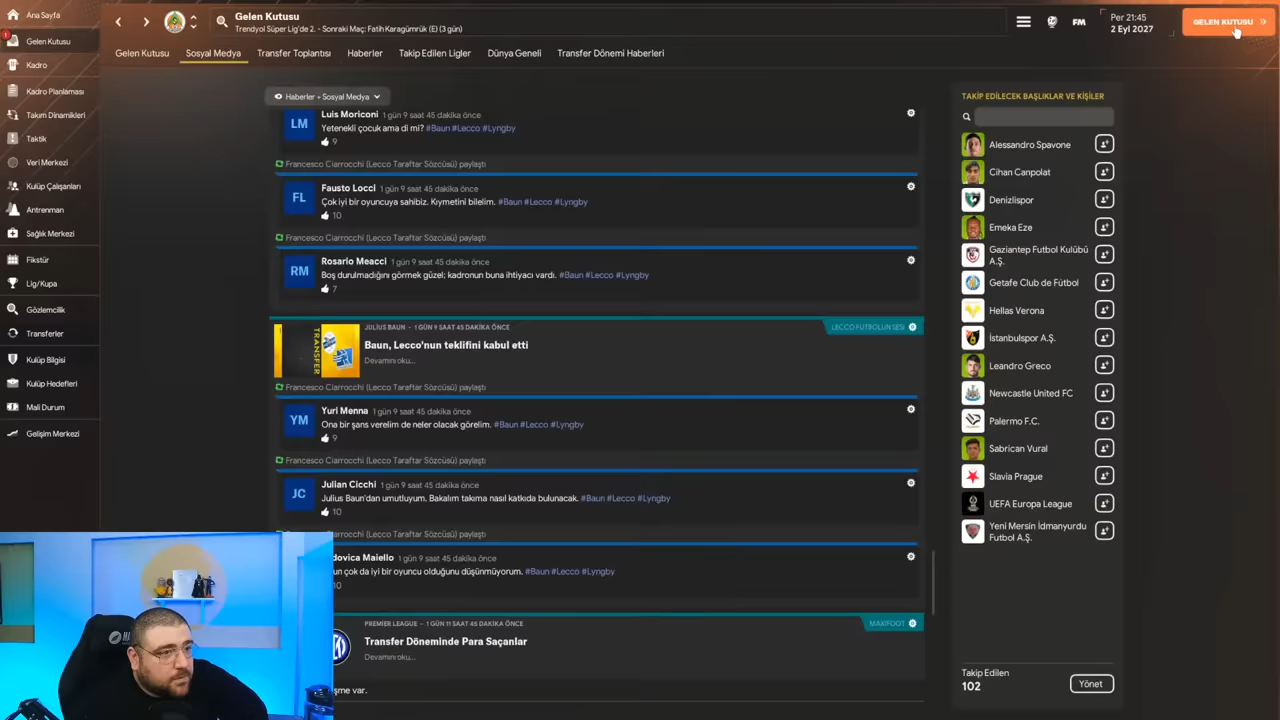 Ana Sayfa
1
Gelen Kutusu
Kadro
Kadro Planlaması
Takım Dinamikleri
Taktik
Veri Merkezi
Kulüp Çalışanları
Antrenman
Sağlık Merkezi
Fikstür
Lig/Kupa
Gözlemcilik
Transferler
Kulüp Bilgisi
Kulüp Hedefleri
Mali Durum
Gelişim Merkezi
Gelen Kutusu
Trendyol Süper Lig'de 2. - Sonraki Maç: Fatih Karagümrük (E) (3 gün)
FM
Per 21:45
2 Eyl 2027
GELEN KUTUSU
Gelen Kutusu
Sosyal Medya
Transfer Toplantısı
Haberler
Takip Edilen Ligler
Dünya Geneli
Transfer Dönemi Haberleri
Haberler + Sosyal Medya
LM
Luis Moriconi 1 gün 9 saat 45 dakika önce
Yetenekli çocuk ama di mi? #Baun #Lecco #Lyngby
9
Francesco Ciarrocchi (Lecco Taraftar Sözcüsü) paylaştı
FL
Fausto Locci 1 gün 9 saat 45 dakika önce
Çok iyi bir oyuncuya sahibiz. Kıymetini bilelim. #Baun #Lecco #Lyngby
10
Francesco Ciarrocchi (Lecco Taraftar Sözcüsü) paylaştı
RM
Rosario Meacci 1 gün 9 saat 45 dakika önce
Boş durulmadığını görmek güzel; kadronun buna ihtiyacı vardı. #Baun #Lecco #Lyngby
7
TRANSFER
JULIUS BAUN - 1 GÜN 9 SAAT 45 DAKİKA ÖNCE
LECCO FUTBOLUN SESİ
Baun, Lecco'nun teklifini kabul etti
Devamını oku...
Francesco Ciarrocchi (Lecco Taraftar Sözcüsü) paylaştı
YM
Yuri Menna 1 gün 9 saat 45 dakika önce
Ona bir şans verelim de neler olacak görelim. #Baun #Lecco #Lyngby
9
Francesco Ciarrocchi (Lecco Taraftar Sözcüsü) paylaştı
JC
Julian Cicchi 1 gün 9 saat 45 dakika önce
Julius Baun'dan umutluyum. Bakalım takıma nasıl katkıda bulunacak. #Baun #Lecco #Lyngby
10
Francesco Ciarrocchi (Lecco Taraftar Sözcüsü) paylaştı
dovica Maiello 1 gün 9 saat 45 dakika önce
un çok da iyi bir oyuncu olduğunu düşünmüyorum. #Baun #Lecco #Lyngby
10
PREMIER LEAGUE - 1 GÜN 11 SAAT 45 DAKİKA ÖNCE
MAXIFOOT
Transfer Döneminde Para Saçanlar
Devamını oku...
şme var.
TAKİP EDİLECEK BAŞLIKLAR VE KİŞİLER
Alessandro Spavone
Cihan Canpolat
Denizlispor
Emeka Eze
Gaziantep Futbol Kulübü
A.Ş.
Getafe Club de Fútbol
Hellas Verona
İstanbulspor A.Ş.
Leandro Greco
Newcastle United FC
Palermo F.C.
Sabrican Vural
Slavia Prague
UEFA Europa League
Yeni Mersin İdmanyurdu
Futbol A.Ş.
Takip Edilen
102
Yönet